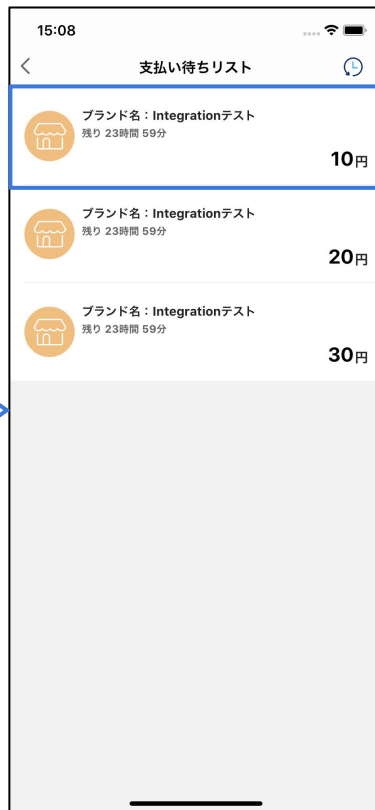 15:08
支払い待ちリスト
ブランド名：Integrationテスト
残り 23時間 59分
10円
ブランド名：Integrationテスト
残り 23時間 59分
20円
ブランド名：Integrationテスト
残り 23時間 59分
30円